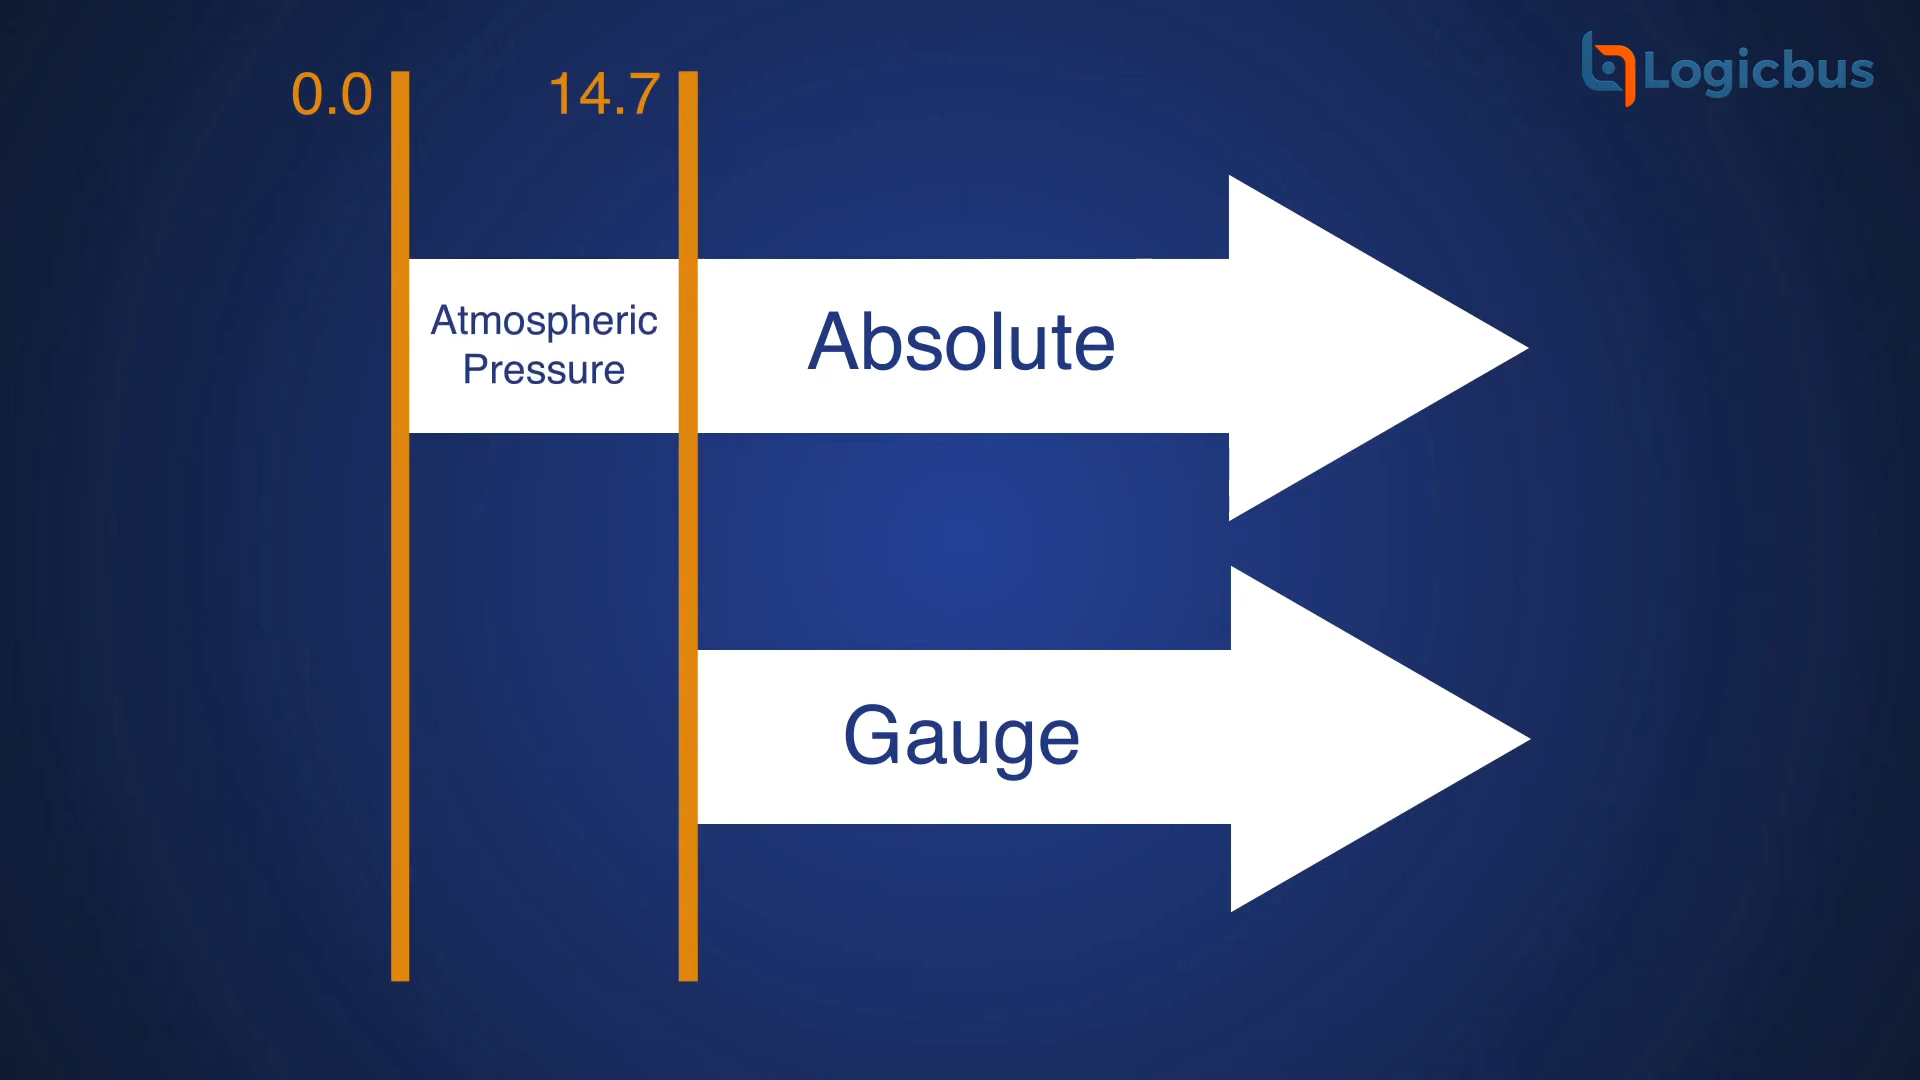 0.0
14.7
Logicbus
Atmospheric
Pressure
Absolute
Gauge